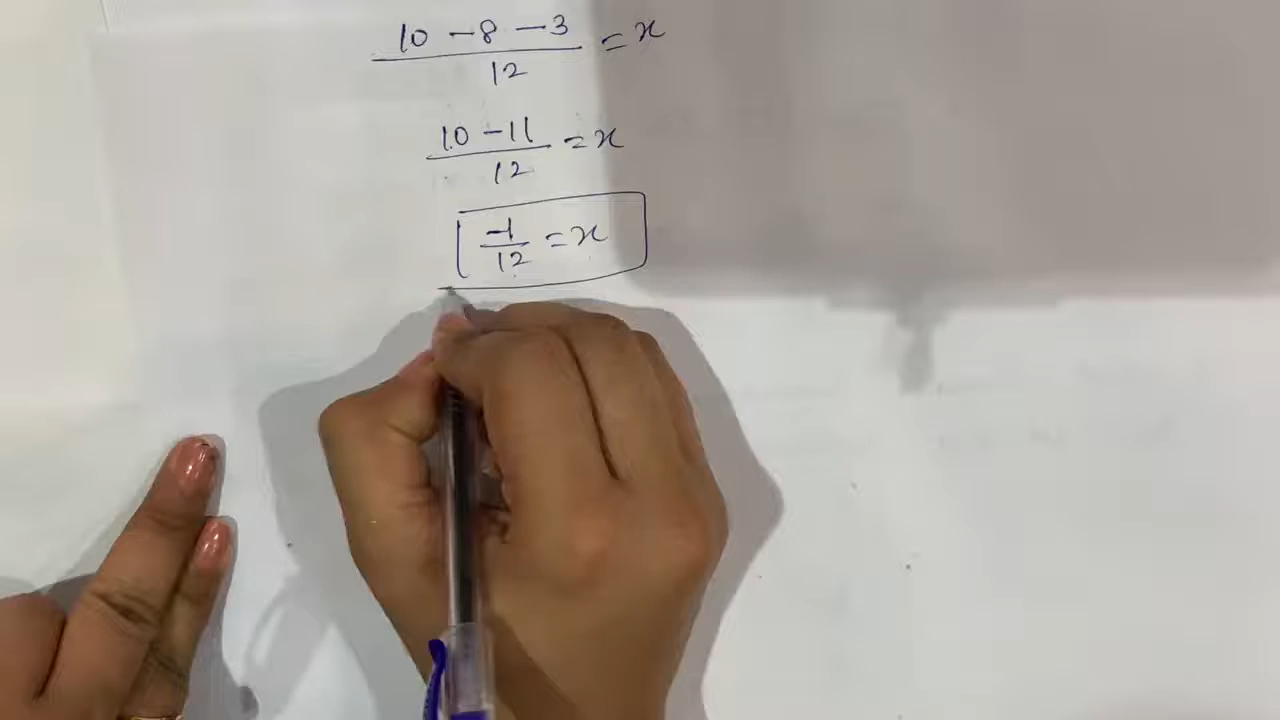 10 - 8 - 3 / 12 = x
10 - 11 / 12 = x
-1 / 12 = x